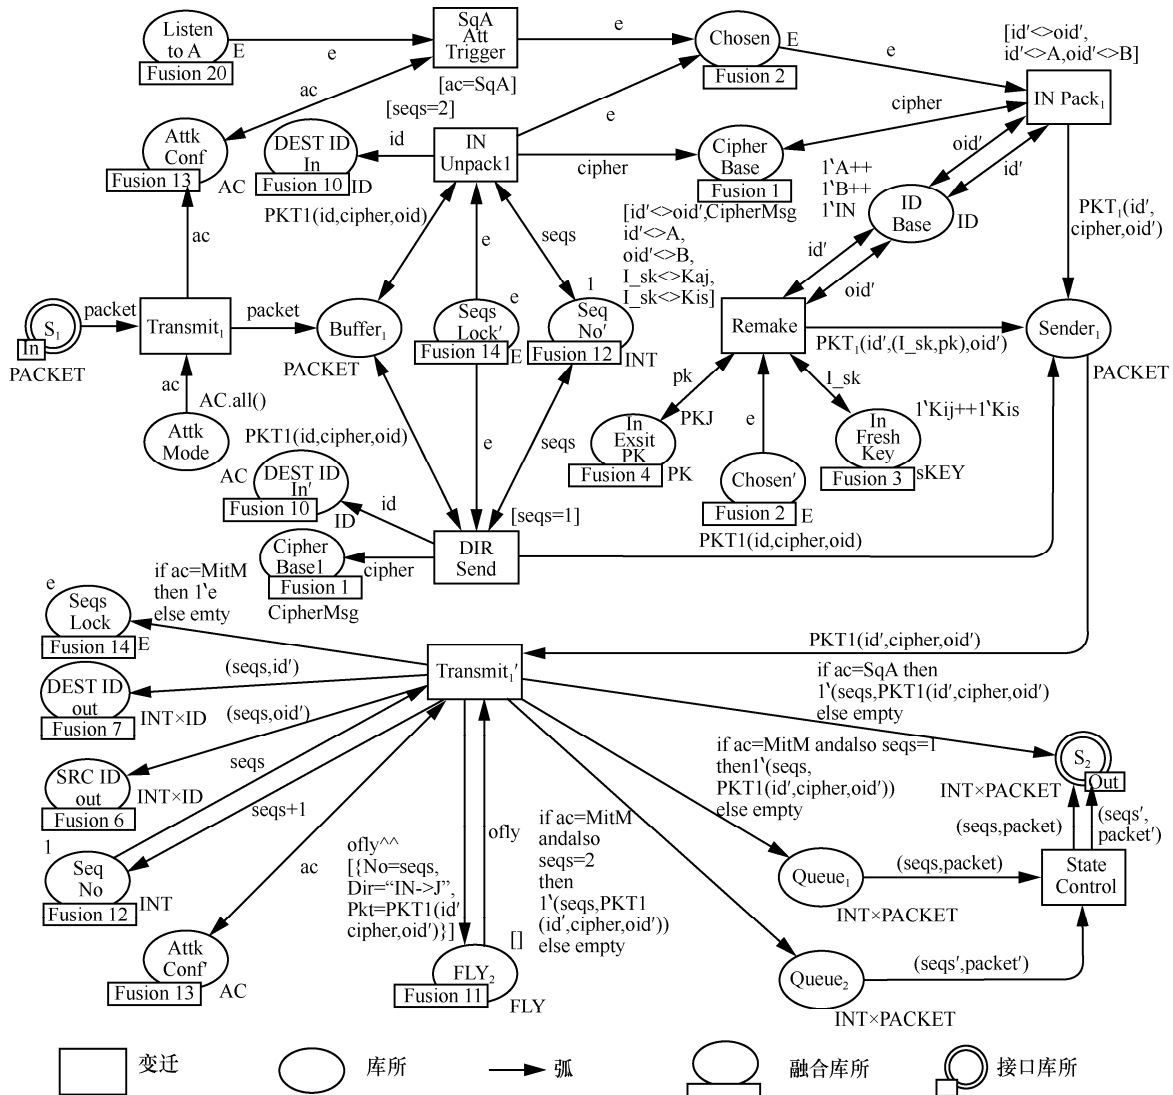 Listen
to A
E
Fusion 20
e
SqA
Att
Trigger
[ac=SqA]
e
Chosen
E
Fusion 2
e
[id′<>oid′,
id′<>A,oid′<>B]
IN Pack₁
ac
[seqs=2]
e
cipher
Attk
Conf
Fusion 13
AC
DEST ID
In
Fusion 10
ID
id
IN
Unpack1
cipher
Cipher
Base
Fusion 1
CipherMsg
oid′
id′
1‵A++
1‵B++
1‵IN
ID
Base
ID
PKT₁(id′,
cipher,oid′)
PKT1(id,cipher,oid)
e
seqs
[id′<>oid′,
id′<>A,
oid′<>B,
I_sk<>Kaj,
I_sk<>Kis]
id′
oid′
ac
S₁
In
PACKET
packet
Transmit₁
packet
Buffer₁
PACKET
e
Seqs
Lock′
Fusion 14
E
1
Seq
No′
Fusion 12
INT
Remake
PKT₁(id′,(I_sk,pk),oid′)
Sender₁
PACKET
ac
AC.all()
Attk
Mode
AC
pk
PKJ
In
Exsit
PK
Fusion 4
PK
e
Chosen′
Fusion 2
E
I_sk
1‵Kij++1‵Kis
In
Fresh
Key
Fusion 3
sKEY
PKT1(id,cipher,oid)
e
seqs
DEST ID
In′
Fusion 10
ID
id
[seqs=1]
DIR
Send
PKT1(id,cipher,oid)
Cipher
Base1
Fusion 1
CipherMsg
cipher
e
Seqs
Lock
Fusion 14
E
if ac=MitM
then 1‵e
else emty
PKT1(id′,cipher,oid′)
(seqs,id′)
Transmit₁′
if ac=SqA then
1‵(seqs,PKT1(id′,cipher,oid′)
else empty
DEST ID
out
Fusion 7
INT×ID
(seqs,oid′)
SRC ID
out
Fusion 6
INT×ID
seqs
seqs+1
if ac=MitM andalso seqs=1
then1‵(seqs,
PKT1(id′,cipher,oid′))
else empty
S₂
Out
INT×PACKET
(seqs,packet)
(seqs′,
packet′)
1
Seq
No
Fusion 12
INT
ac
ofly^^
[{No=seqs,
Dir=“IN->J”,
Pkt=PKT1(id′
cipher,oid′)}]
ofly
if ac=MitM
andalso
seqs=2
then
1‵(seqs,PKT1
(id′,cipher,oid′))
else empty
Queue₁
INT×PACKET
(seqs,packet)
State
Control
Attk
Conf′
Fusion 13
AC
[]
FLY₂
Fusion 11
FLY
Queue₂
INT×PACKET
(seqs′,packet′)
变迁
库所
弧
融合库所
接口库所